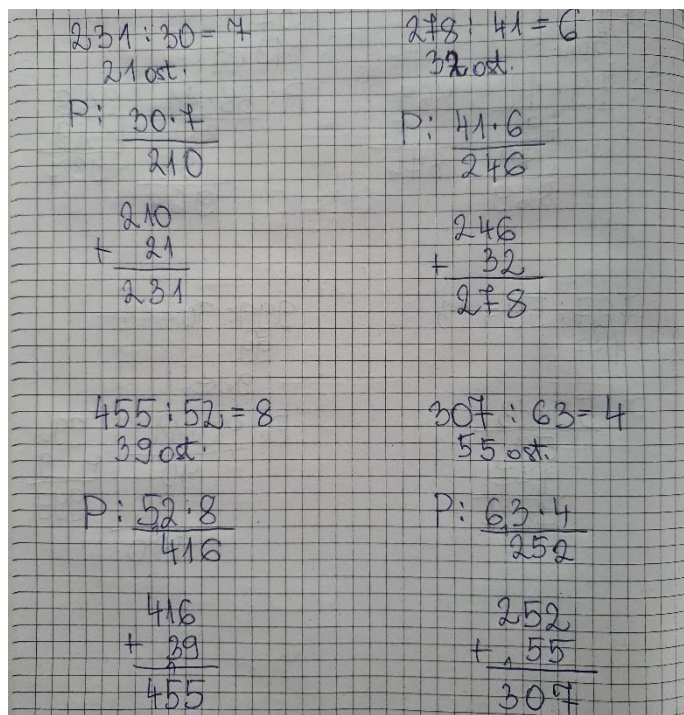 231 : 30 = 7
21 ost.
P: 30·7
210
210
+ 21
231
278 : 41 = 6
32 ost.
P: 41·6
246
246
+ 32
278
455 : 52 = 8
39 ost.
P: 52·8
416
416
+ 39
455
307 : 63 = 4
55 ost.
P: 63·4
252
252
+ 55
307